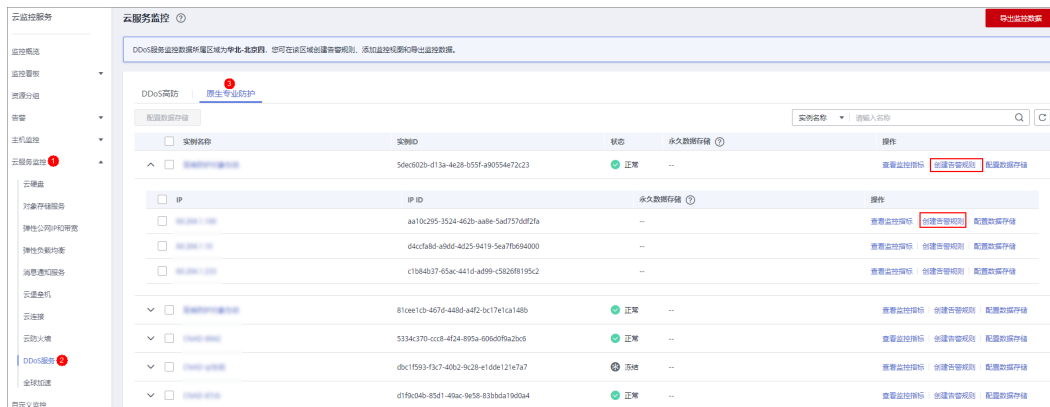 云监控服务
监控概览
监控看板
资源分组
告警
主机监控
云服务监控 1
云硬盘
对象存储服务
弹性公网IP和带宽
弹性负载均衡
消息通知服务
云堡垒机
云连接
云防火墙
DDoS服务 2
全球加速
自定义监控
云服务监控 ?
导出监控数据
DDoS服务监控数据所属区域为华北-北京四，您可在该区域创建告警规则、添加监控视图和导出监控数据。
3
DDoS高防 原生专业防护
配置数据存储 实例名称 请输入名称
实例名称 实例ID 状态 永久数据存储 ? 操作
5dec602b-d13a-4e28-b55f-a90554e72c23 正常 -- 查看监控指标 创建告警规则 配置数据存储
IP IP ID 永久数据存储 ? 操作
aa10c295-3524-462b-aa8e-5ad757ddf2fa -- 查看监控指标 创建告警规则 配置数据存储
d4ccfa8d-a9dd-4d25-9419-5ea7fb694000 -- 查看监控指标 创建告警规则 配置数据存储
c1b84b37-65ac-441d-ad99-c5826f8195c2 -- 查看监控指标 创建告警规则 配置数据存储
81cee1cb-467d-448d-a4f2-bc17e1ca148b 正常 -- 查看监控指标 创建告警规则 配置数据存储
5334c370-ccc8-4f24-895a-606d0f9a2bc6 正常 -- 查看监控指标 创建告警规则 配置数据存储
dbc1f593-f3c7-40b2-9c28-e1dde121e7a7 冻结 -- 查看监控指标 创建告警规则 配置数据存储
d1f9c04b-85d1-49ac-9e58-83bbda19d0a4 正常 -- 查看监控指标 创建告警规则 配置数据存储